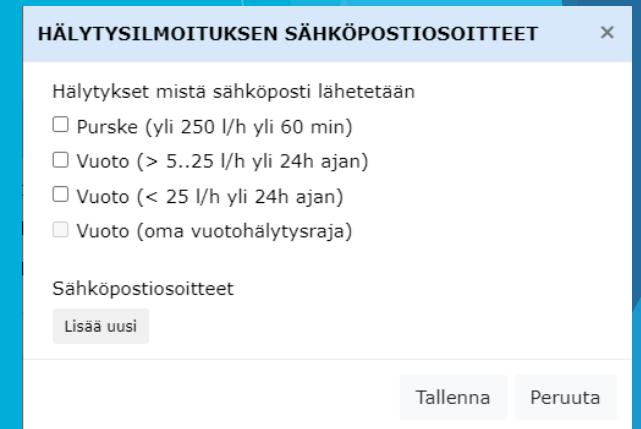 HÄLYTYSILMOITUKSEN SÄHKÖPOSTIOSOITTEET ×
Hälytykset mistä sähköposti lähetetään
Purske (yli 250 l/h yli 60 min)
Vuoto (> 5..25 l/h yli 24h ajan)
Vuoto (< 25 l/h yli 24h ajan)
Vuoto (oma vuotohälytysraja)
Sähköpostiosoitteet
Lisää uusi
Tallenna Peruuta